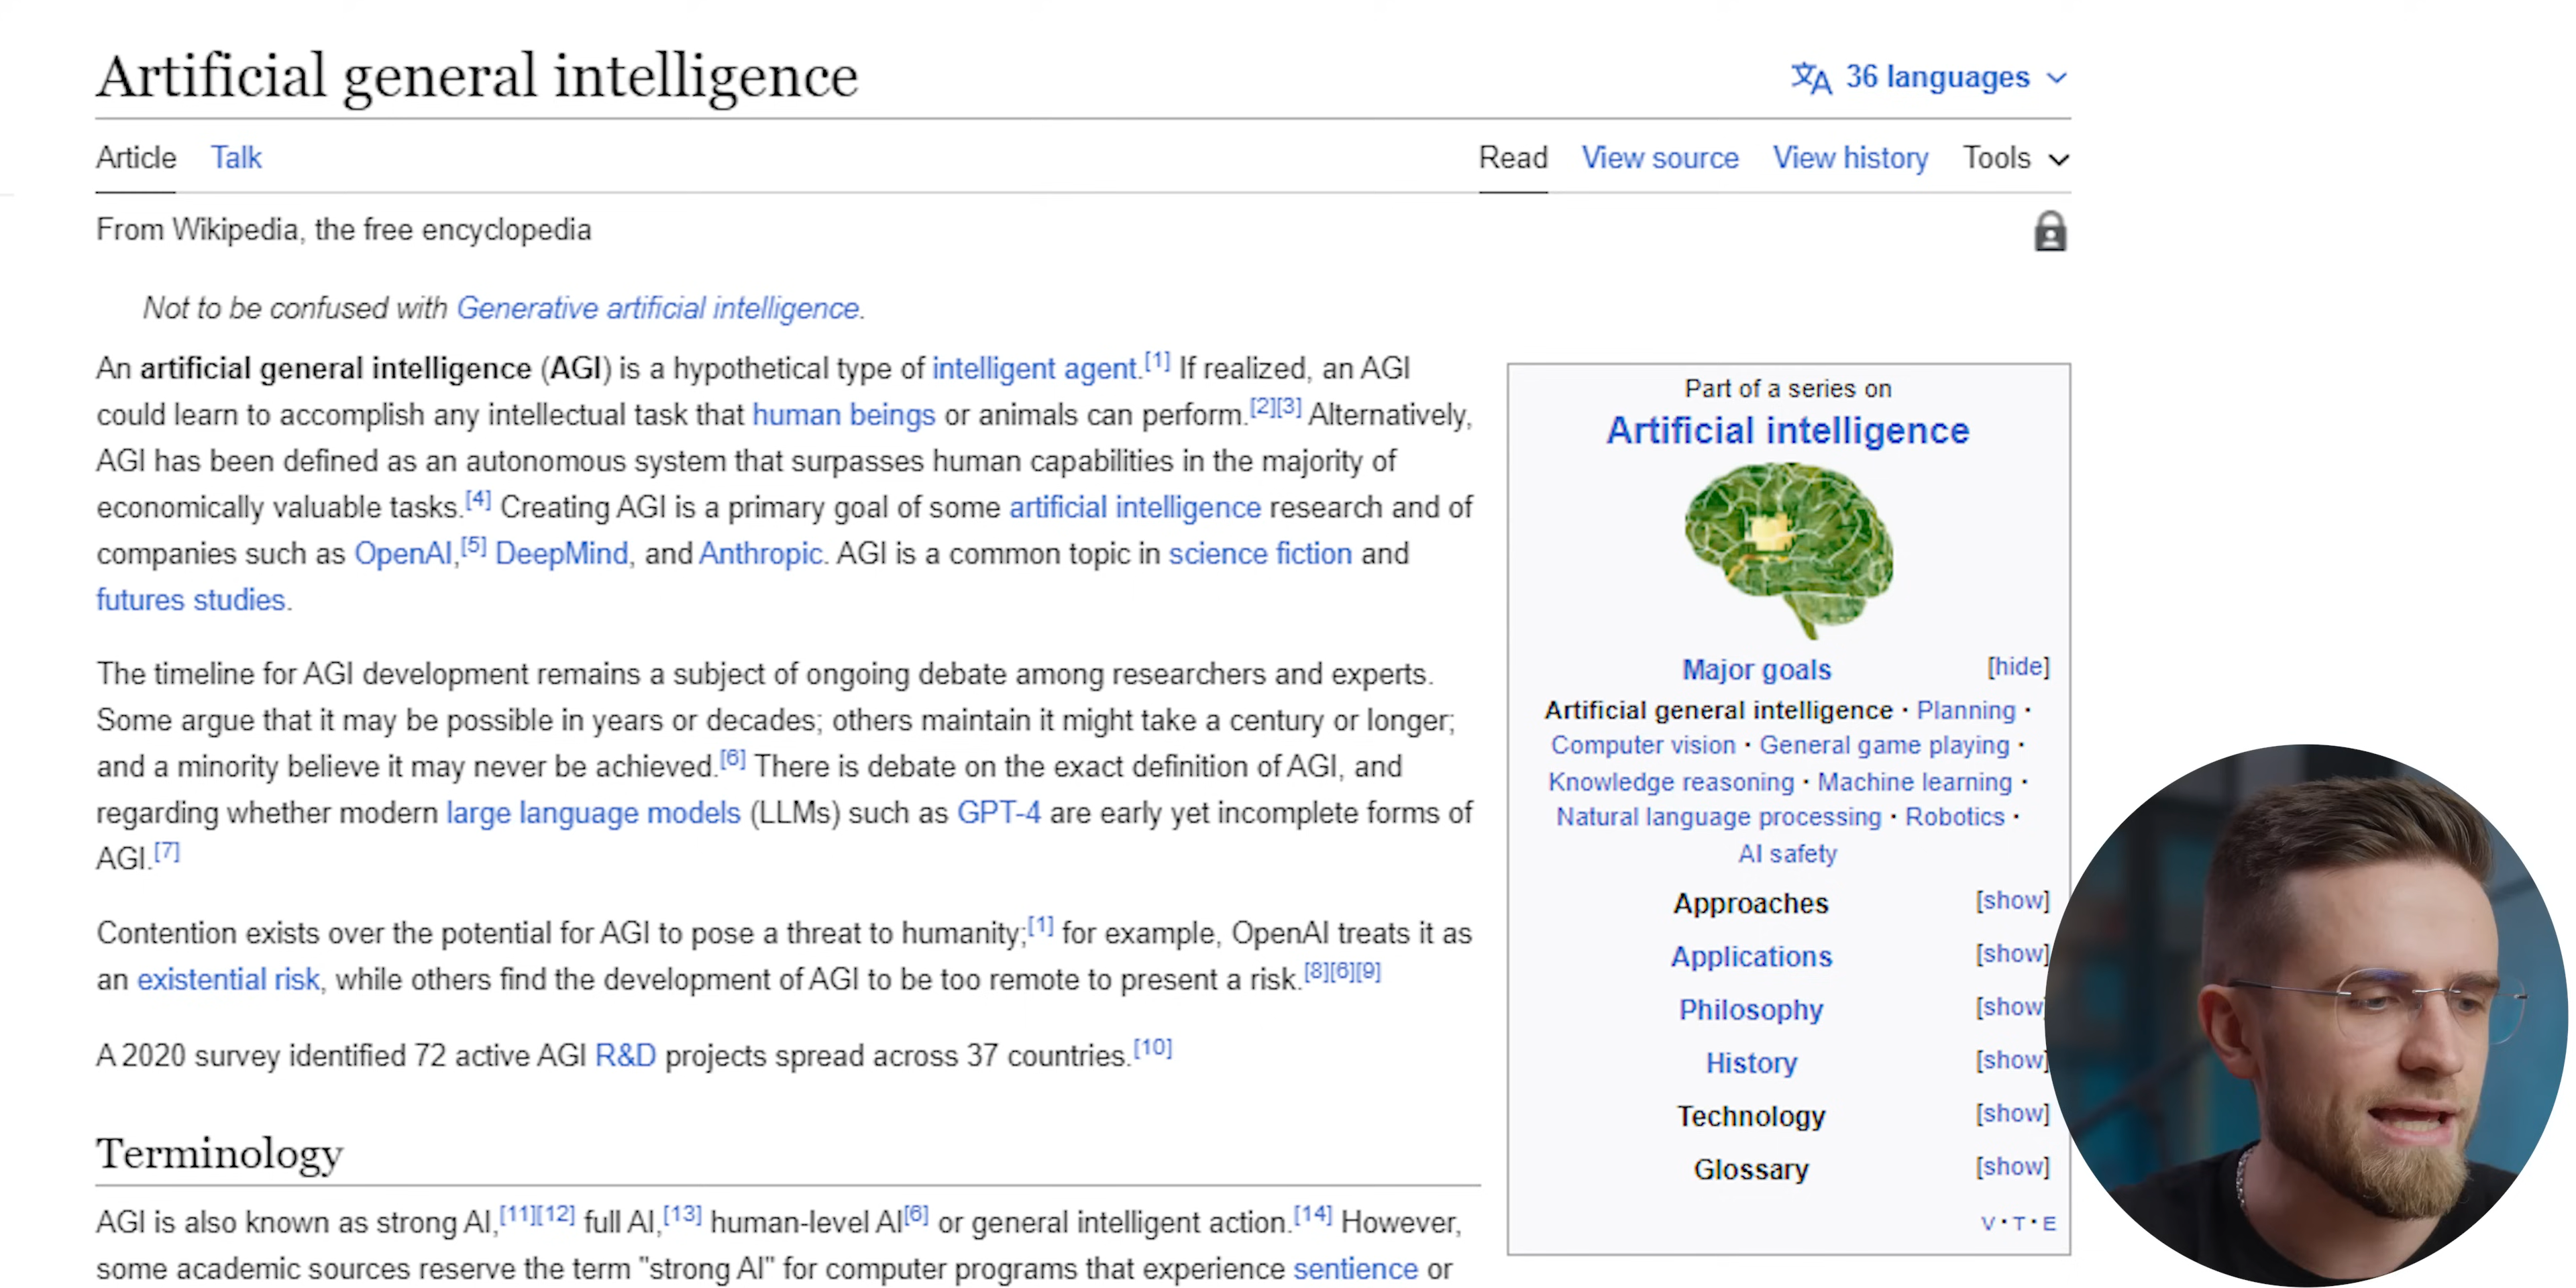 Artificial general intelligence
36 languages
Article Talk
Read View source View history Tools
From Wikipedia, the free encyclopedia
Not to be confused with Generative artificial intelligence.
An artificial general intelligence (AGI) is a hypothetical type of intelligent agent.[1] If realized, an AGI
could learn to accomplish any intellectual task that human beings or animals can perform.[2][3] Alternatively,
AGI has been defined as an autonomous system that surpasses human capabilities in the majority of
economically valuable tasks.[4] Creating AGI is a primary goal of some artificial intelligence research and of
companies such as OpenAI,[5] DeepMind, and Anthropic. AGI is a common topic in science fiction and
futures studies.
The timeline for AGI development remains a subject of ongoing debate among researchers and experts.
Some argue that it may be possible in years or decades; others maintain it might take a century or longer;
and a minority believe it may never be achieved.[6] There is debate on the exact definition of AGI, and
regarding whether modern large language models (LLMs) such as GPT-4 are early yet incomplete forms of
AGI.[7]
Contention exists over the potential for AGI to pose a threat to humanity;[1] for example, OpenAI treats it as
an existential risk, while others find the development of AGI to be too remote to present a risk.[8][6][9]
A 2020 survey identified 72 active AGI R&D projects spread across 37 countries.[10]
Terminology
AGI is also known as strong AI,[11][12] full AI,[13] human-level AI[6] or general intelligent action.[14] However,
some academic sources reserve the term "strong AI" for computer programs that experience sentience or
Part of a series on
Artificial intelligence
Major goals [hide]
Artificial general intelligence · Planning ·
Computer vision · General game playing ·
Knowledge reasoning · Machine learning ·
Natural language processing · Robotics ·
AI safety
Approaches [show]
Applications [show]
Philosophy [show]
History [show]
Technology [show]
Glossary [show]
V · T · E